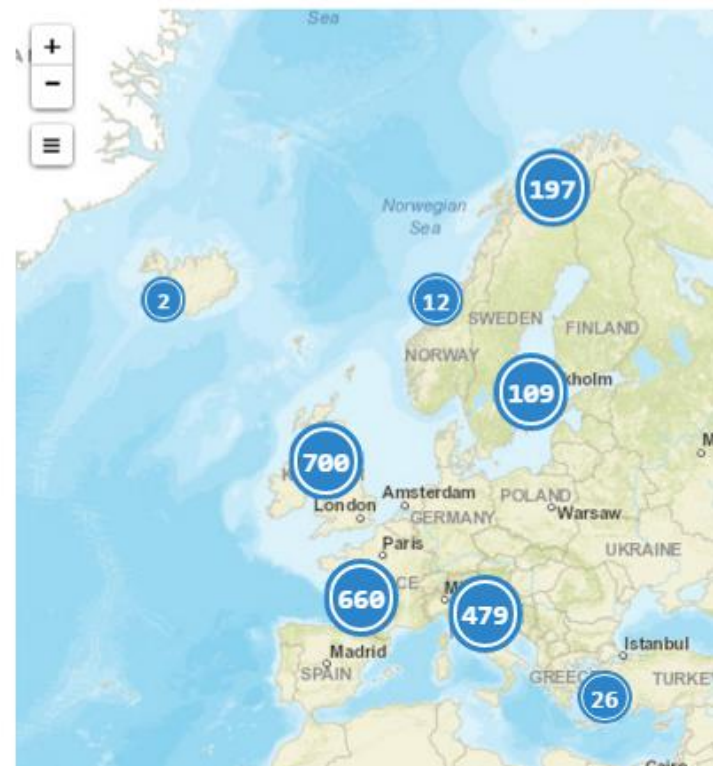 Sea
+
−
≡
197
Norwegian
Sea
2
12
SWEDEN
FINLAND
NORWAY
109
700
Amsterdam
London
POLAND
GERMANY
Warsaw
Paris
UKRAINE
660
479
Madrid
SPAIN
Istanbul
26